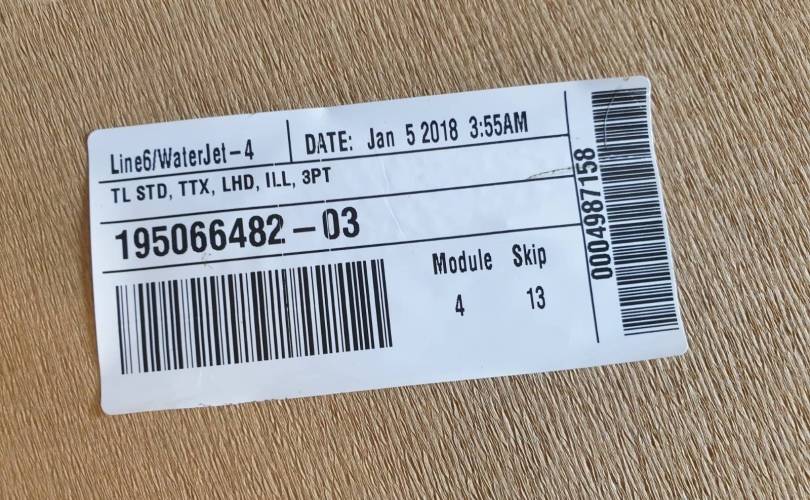 Line6/WaterJet-4
DATE: Jan 5 2018 3:55AM
TL STD, TTX, LHD, ILL, 3PT
195066482-03
Module Skip
4 13
0004987158